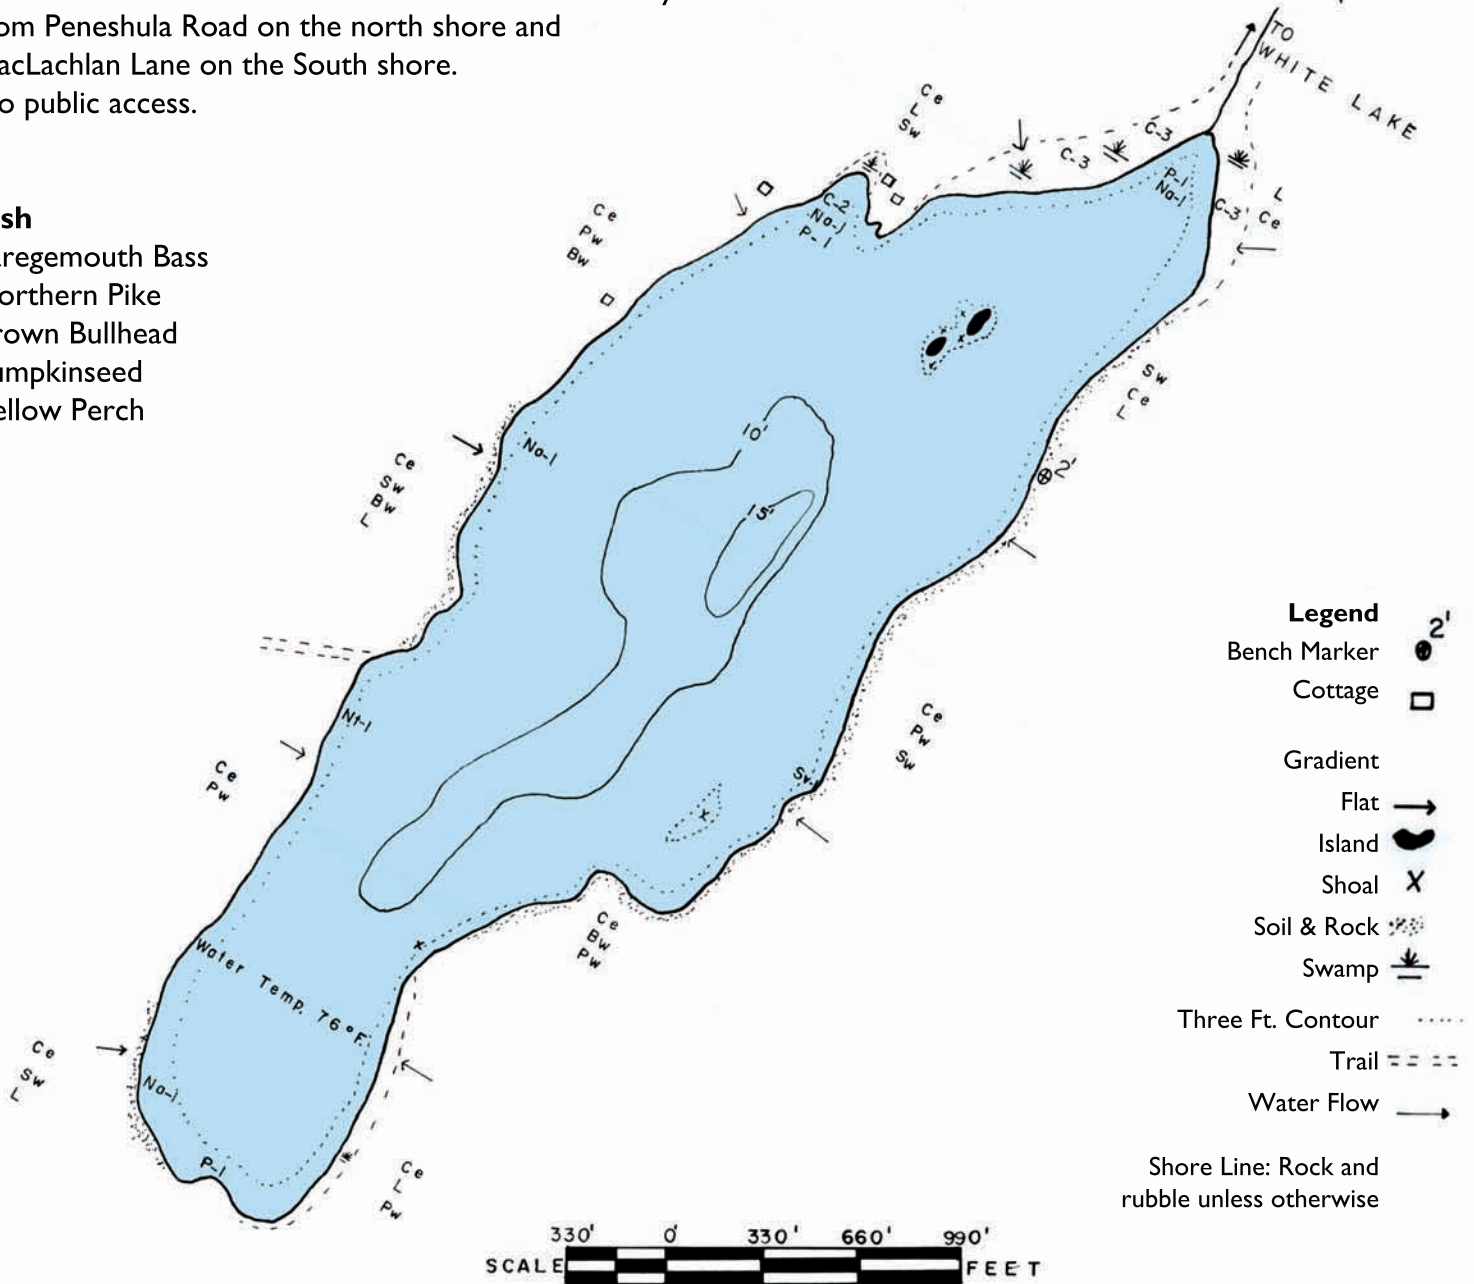 om Peneshula Road on the north shore and
acLachlan Lane on the South shore.
o public access.
sh
aregemouth Bass
orthern Pike
rown Bullhead
umpkinseed
ellow Perch
TO
WHITE LAKE
Ce
L
Sw
C-3
C-3
P-1
Na-1
C-3
L
Ce
C-2
Na-1
P-1
Ce
Pw
Bw
Sw
Ce
L
10'
Na-1
Ce
Sw
Bw
L
2'
15'
Legend
2'
Bench Marker
Cottage
Gradient
Flat
Island
Shoal
Soil & Rock
Swamp
Three Ft. Contour
Trail
Water Flow
Shore Line: Rock and
rubble unless otherwise
Nt-1
Ce
Pw
Ce
Pw
Sw
x
Ce
Bw
Pw
x
Water Temp. 76°F.
Ce
Sw
L
Na-1
P-1
Ce
L
Pw
330' 0' 330' 660' 990'
SCALE FEET